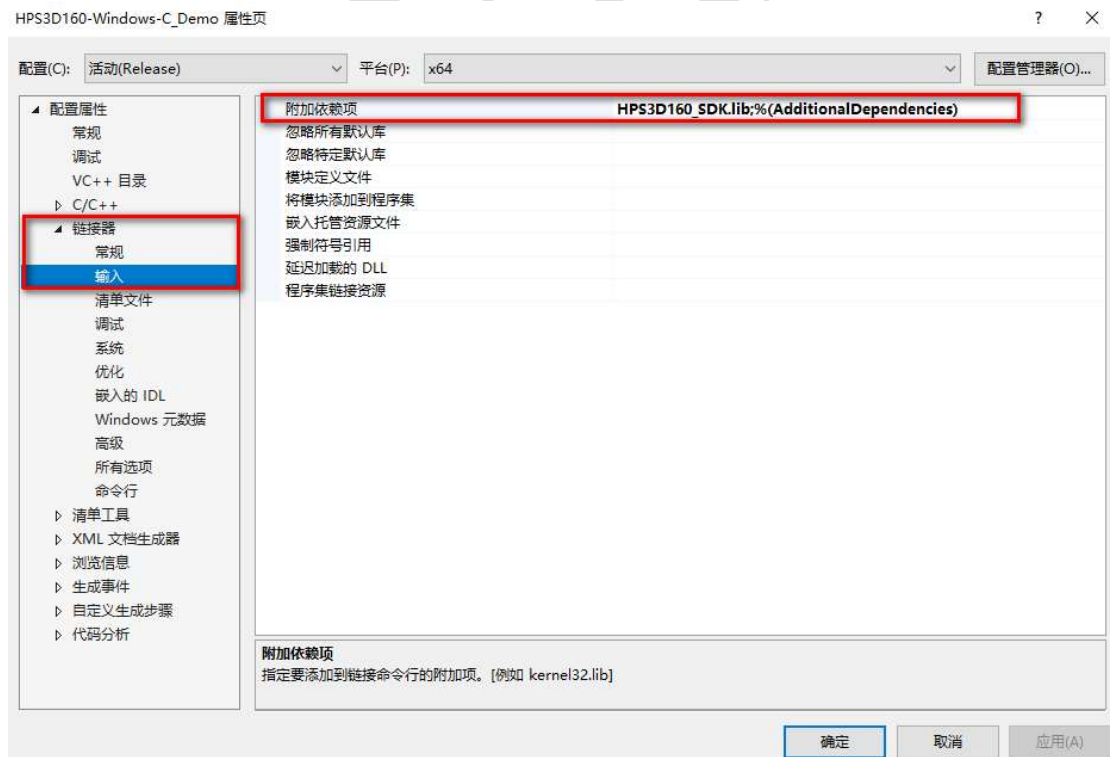 HPS3D160-Windows-C_Demo 属性页
? ×
配置(C): 活动(Release) 平台(P): x64 配置管理器(O)...
配置属性
常规
调试
VC++ 目录
C/C++
链接器
常规
输入
清单文件
调试
系统
优化
嵌入的 IDL
Windows 元数据
高级
所有选项
命令行
清单工具
XML 文档生成器
浏览信息
生成事件
自定义生成步骤
代码分析
附加依赖项 HPS3D160_SDK.lib;%(AdditionalDependencies)
忽略所有默认库
忽略特定默认库
模块定义文件
将模块添加到程序集
嵌入托管资源文件
强制符号引用
延迟加载的 DLL
程序集链接资源
附加依赖项
指定要添加到链接命令行的附加项。[例如 kernel32.lib]
确定 取消 应用(A)